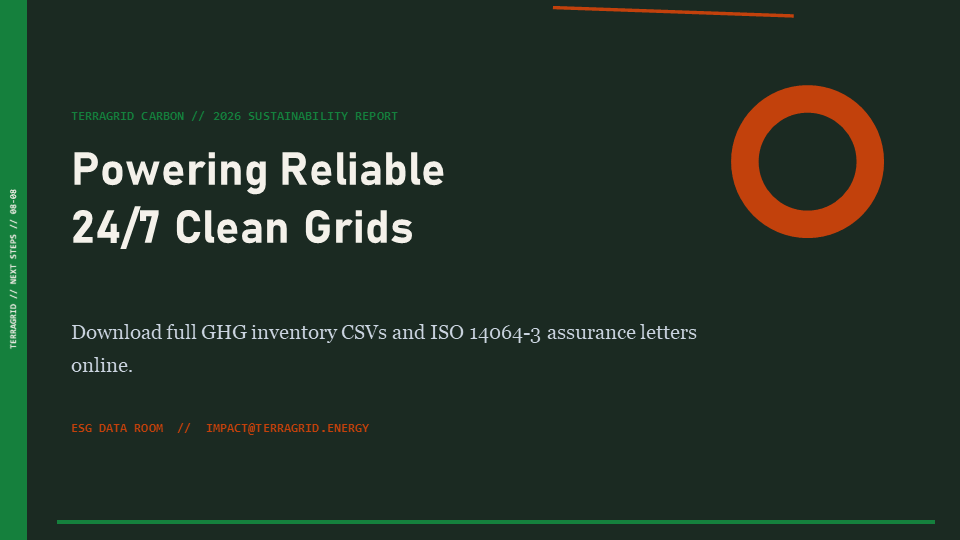 TERRAGRID CARBON // 2026 SUSTAINABILITY REPORT
Powering Reliable
24/7 Clean Grids
Download full GHG inventory CSVs and ISO 14064-3 assurance letters
online.
ESG DATA ROOM // IMPACT@TERRAGRID.ENERGY
TERRAGRID // NEXT STEPS // 08-08